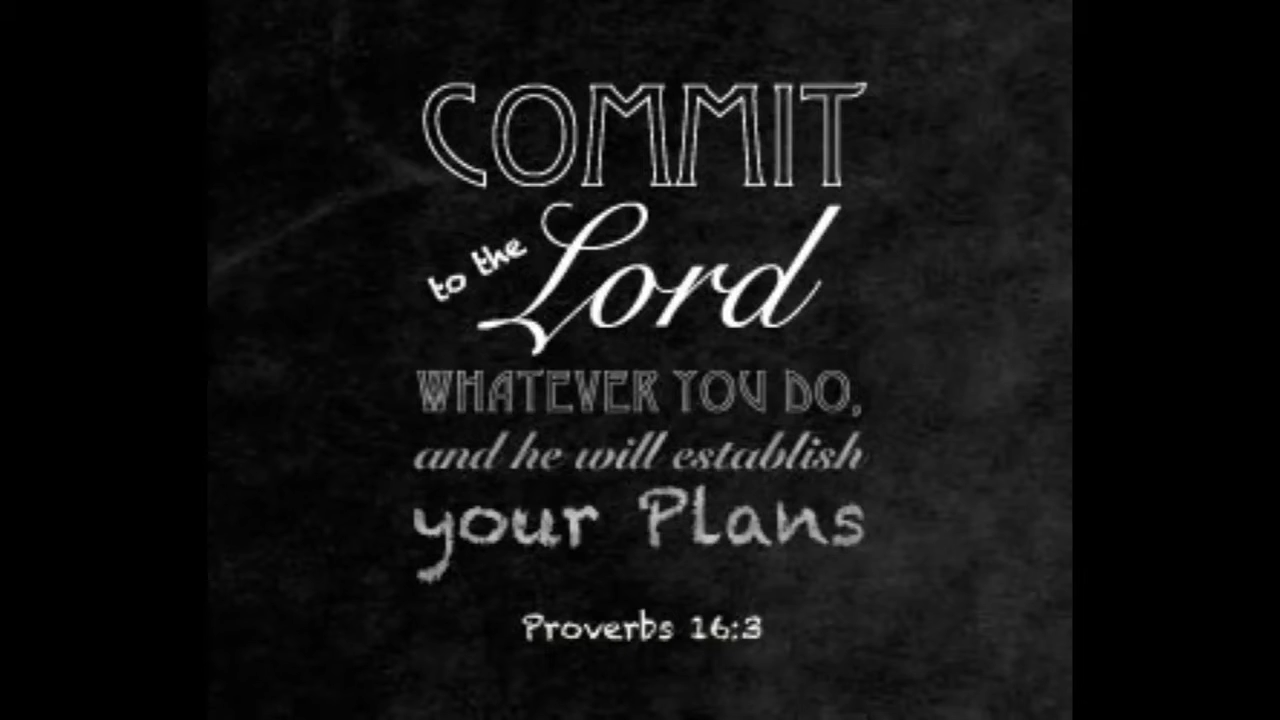 COMMIT
to the Lord
WHATEVER YOU DO,
and he will establish
your Plans
Proverbs 16:3